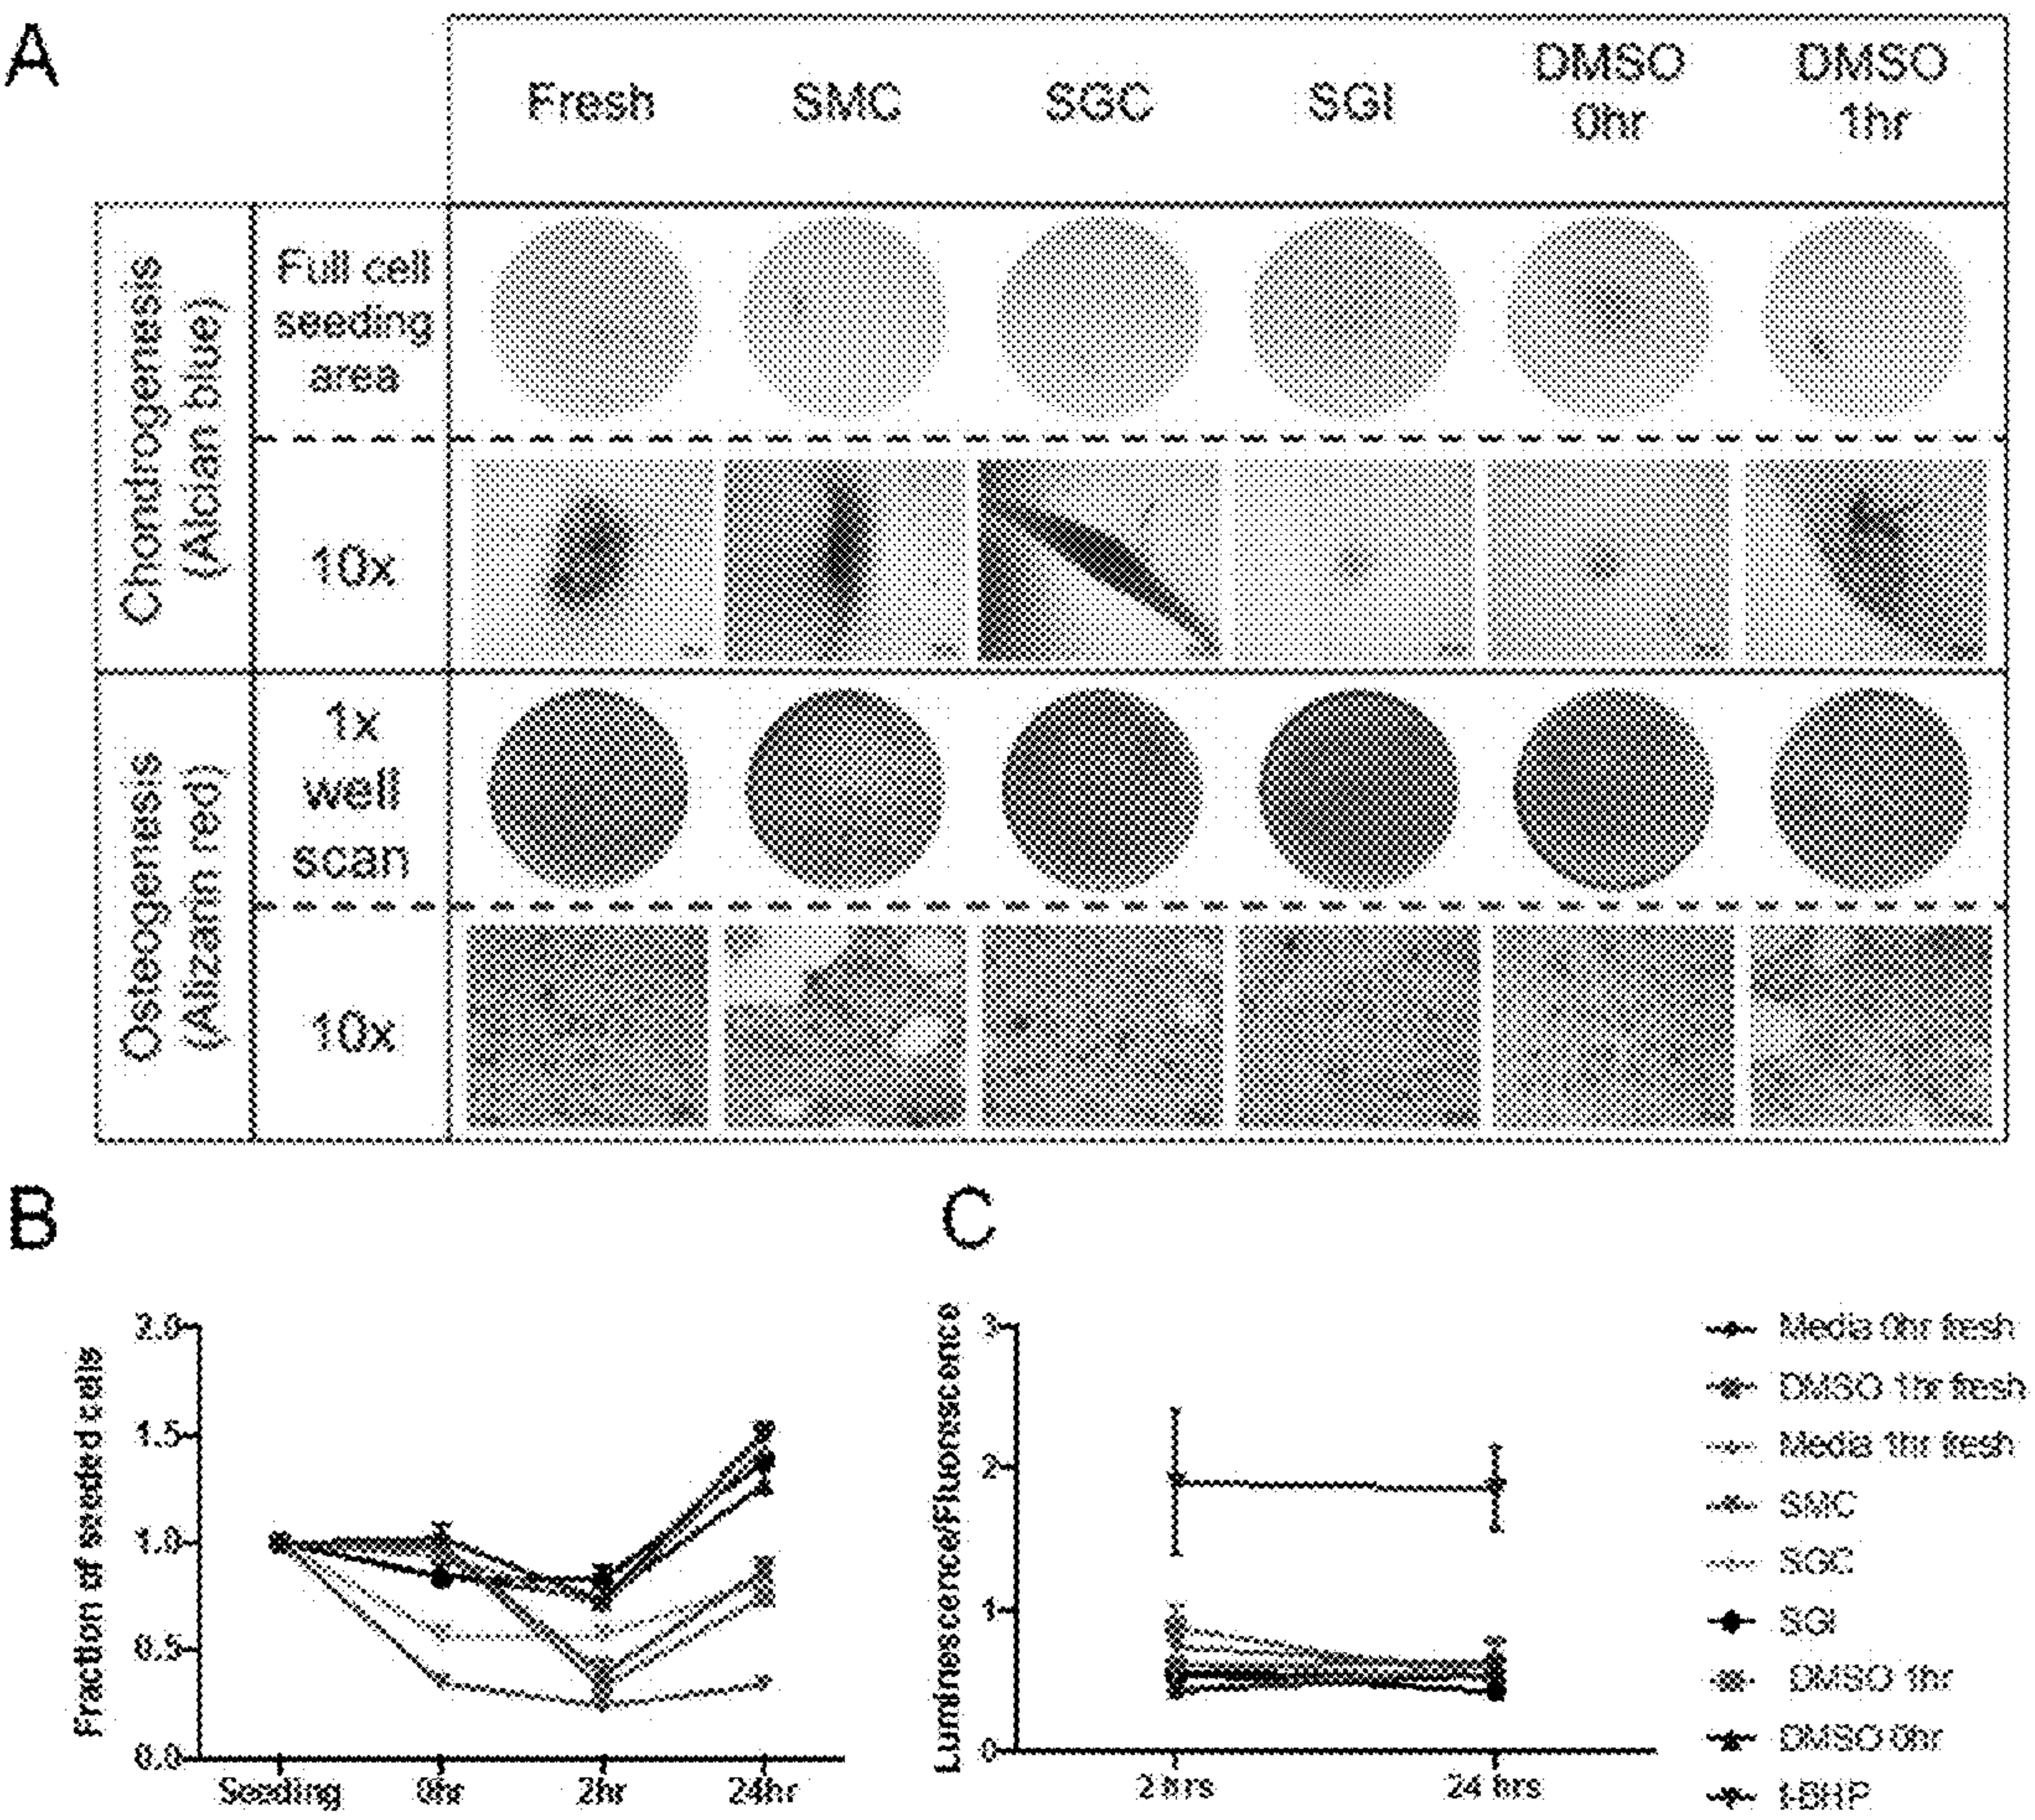 A
Fresh
SMC
SGC
SGI
DMSO
0hr
DMSO
1hr
Chondrogenesis
(Alcian blue)
Full cell
seeding
area
10x
Osteogenesis
(Alizarin red)
1x
well
scan
10x
B
Fraction of seeded cells
2.0
1.5
1.0
0.5
0.0
Seeding
0hr
2hr
24hr
C
Luminescence/Fluorescence
3
2
1
0
2 hrs
24 hrs
Media 0hr fresh
DMSO 1hr fresh
Media 1hr fresh
SMC
SGC
SGI
DMSO 1hr
DMSO 0hr
t-BHP